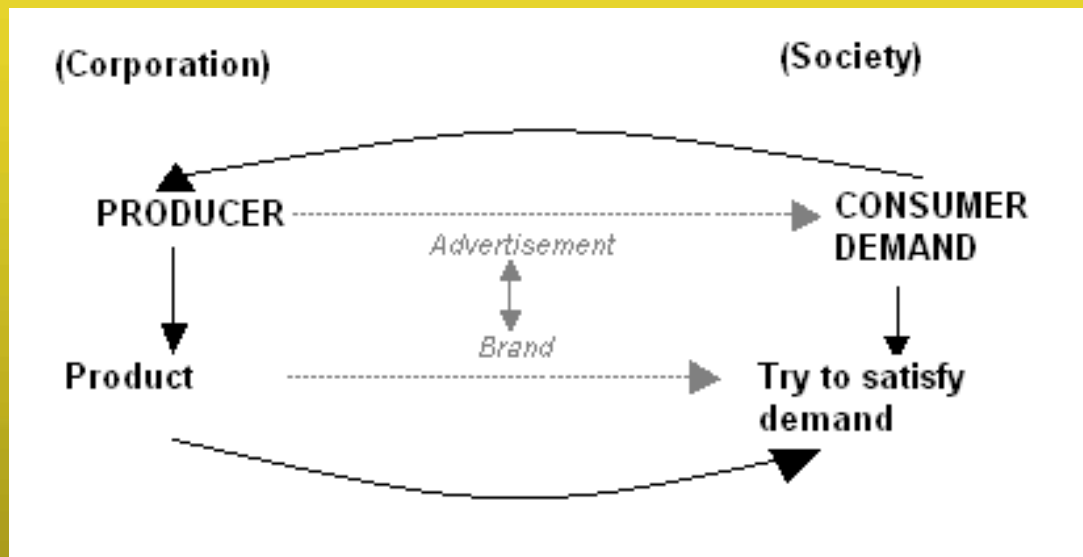 (Corporation)
(Society)
PRODUCER
CONSUMER
DEMAND
Advertisement
Brand
Product
Try to satisfy
demand